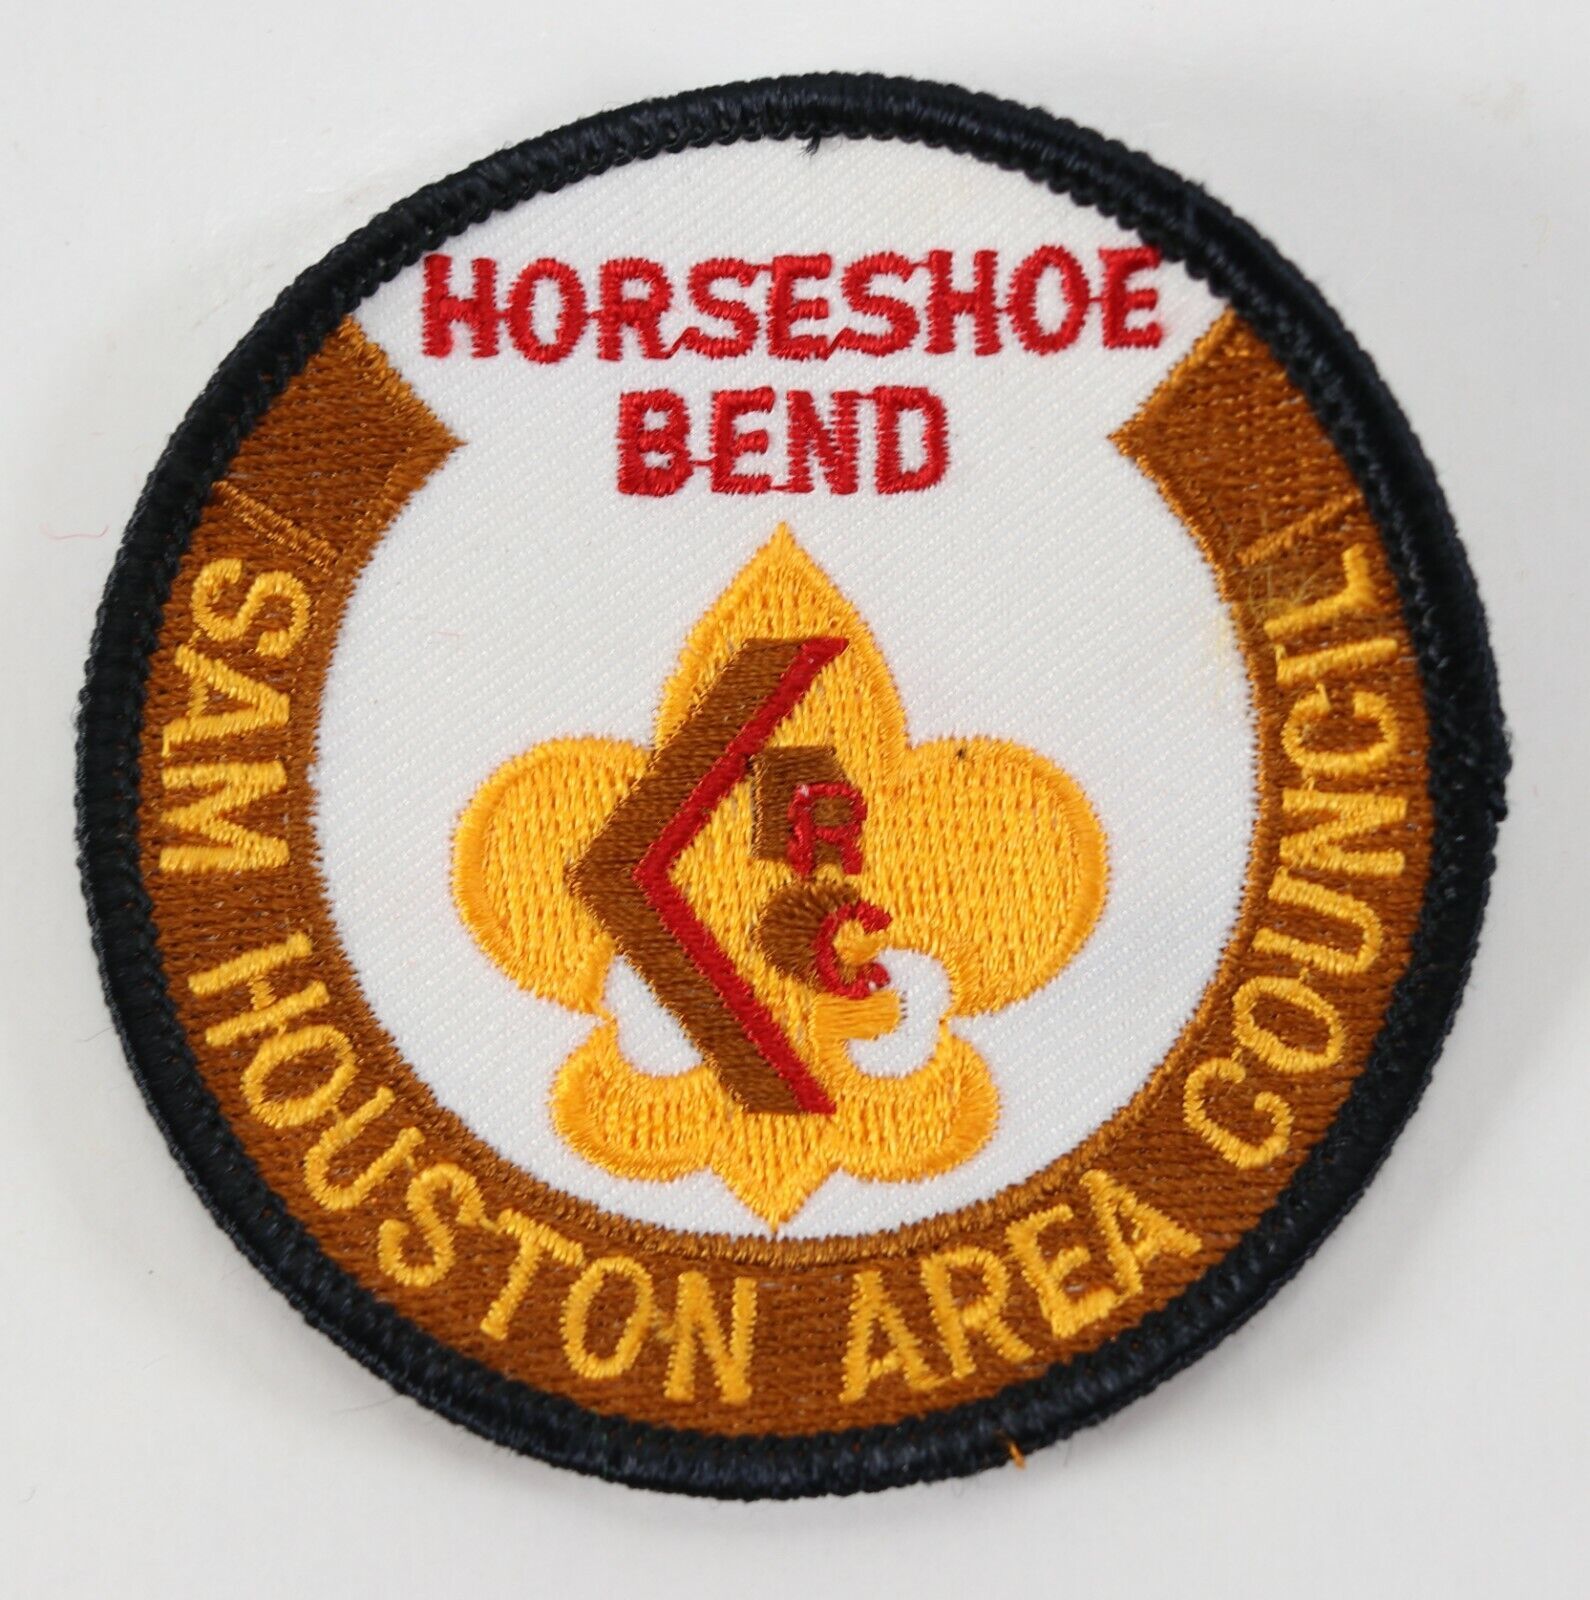 HORSESHOE
BEND
R
C
SAM HOUSTON AREA COUNCIL